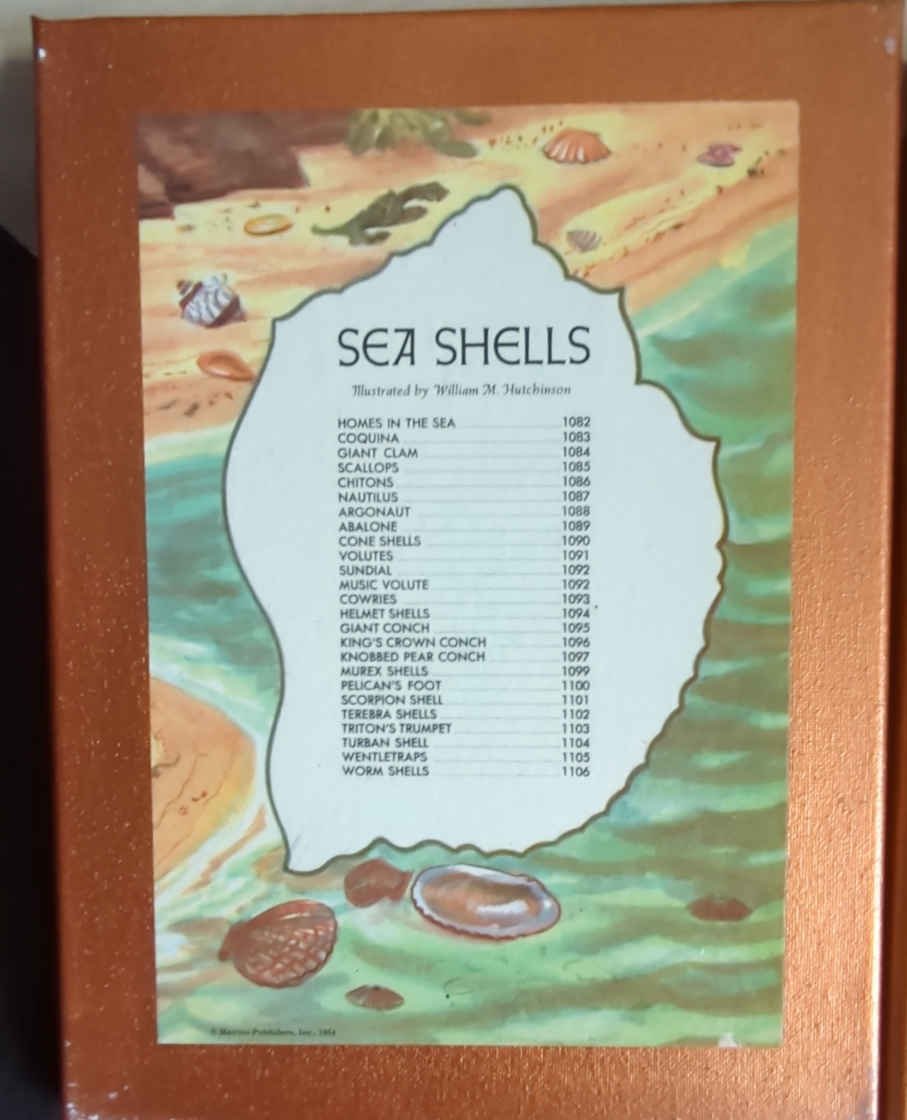 SEA SHELLS
Illustrated by William M. Hutchinson
HOMES IN THE SEA 1082
COQUINA 1083
GIANT CLAM 1084
SCALLOPS 1085
CHITONS 1086
NAUTILUS 1087
ARGONAUT 1088
ABALONE 1089
CONE SHELLS 1090
VOLUTES 1091
SUNDIAL 1092
MUSIC VOLUTE 1092
COWRIES 1093
HELMET SHELLS 1094
GIANT CONCH 1095
KING'S CROWN CONCH 1096
KNOBBED PEAR CONCH 1097
MUREX SHELLS 1099
PELICAN'S FOOT 1100
SCORPION SHELL 1101
TEREBRA SHELLS 1102
TRITON'S TRUMPET 1103
TURBAN SHELL 1104
WENTLETRAPS 1105
WORM SHELLS 1106
© Publishers, Inc., 1954